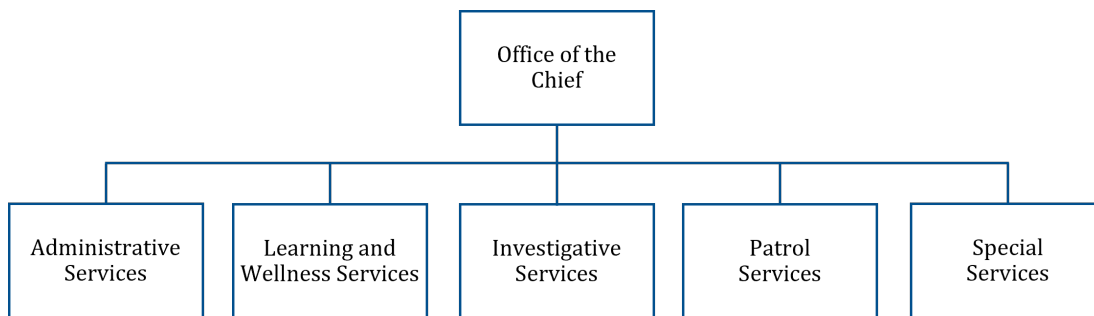 Office of the
Chief
Administrative
Services
Learning and
Wellness Services
Investigative
Services
Patrol
Services
Special
Services